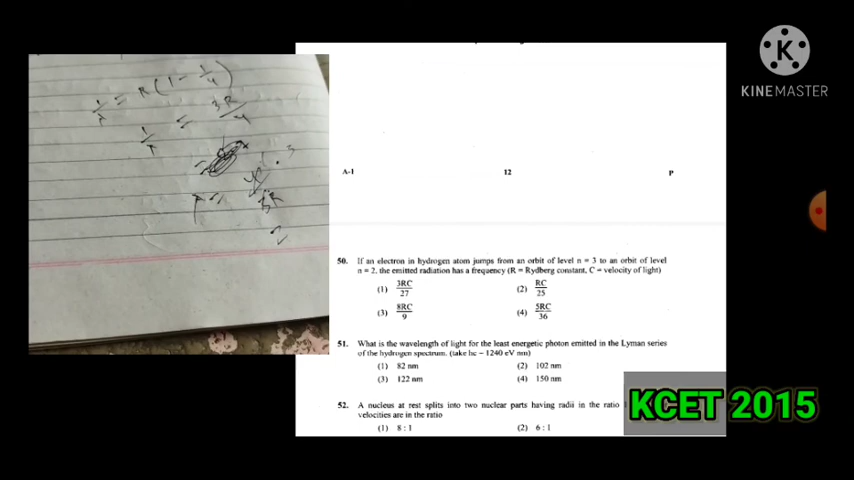 KINEMASTER
1/λ = R(1 - 1/4)
1/λ = 3R/4
A-1 12 P
50. If an electron in hydrogen atom jumps from an orbit of level n = 3 to an orbit of level
n = 2, the emitted radiation has a frequency (R = Rydberg constant, C = velocity of light)
(1) 3RC/27 (2) RC/25
(3) 8RC/9 (4) 5RC/36
51. What is the wavelength of light for the least energetic photon emitted in the Lyman series
of the hydrogen spectrum. (take hc = 1240 eV nm)
(1) 82 nm (2) 102 nm
(3) 122 nm (4) 150 nm
52. A nucleus at rest splits into two nuclear parts having radii in the ratio
velocities are in the ratio
(1) 8 : 1 (2) 6 : 1
KCET 2015